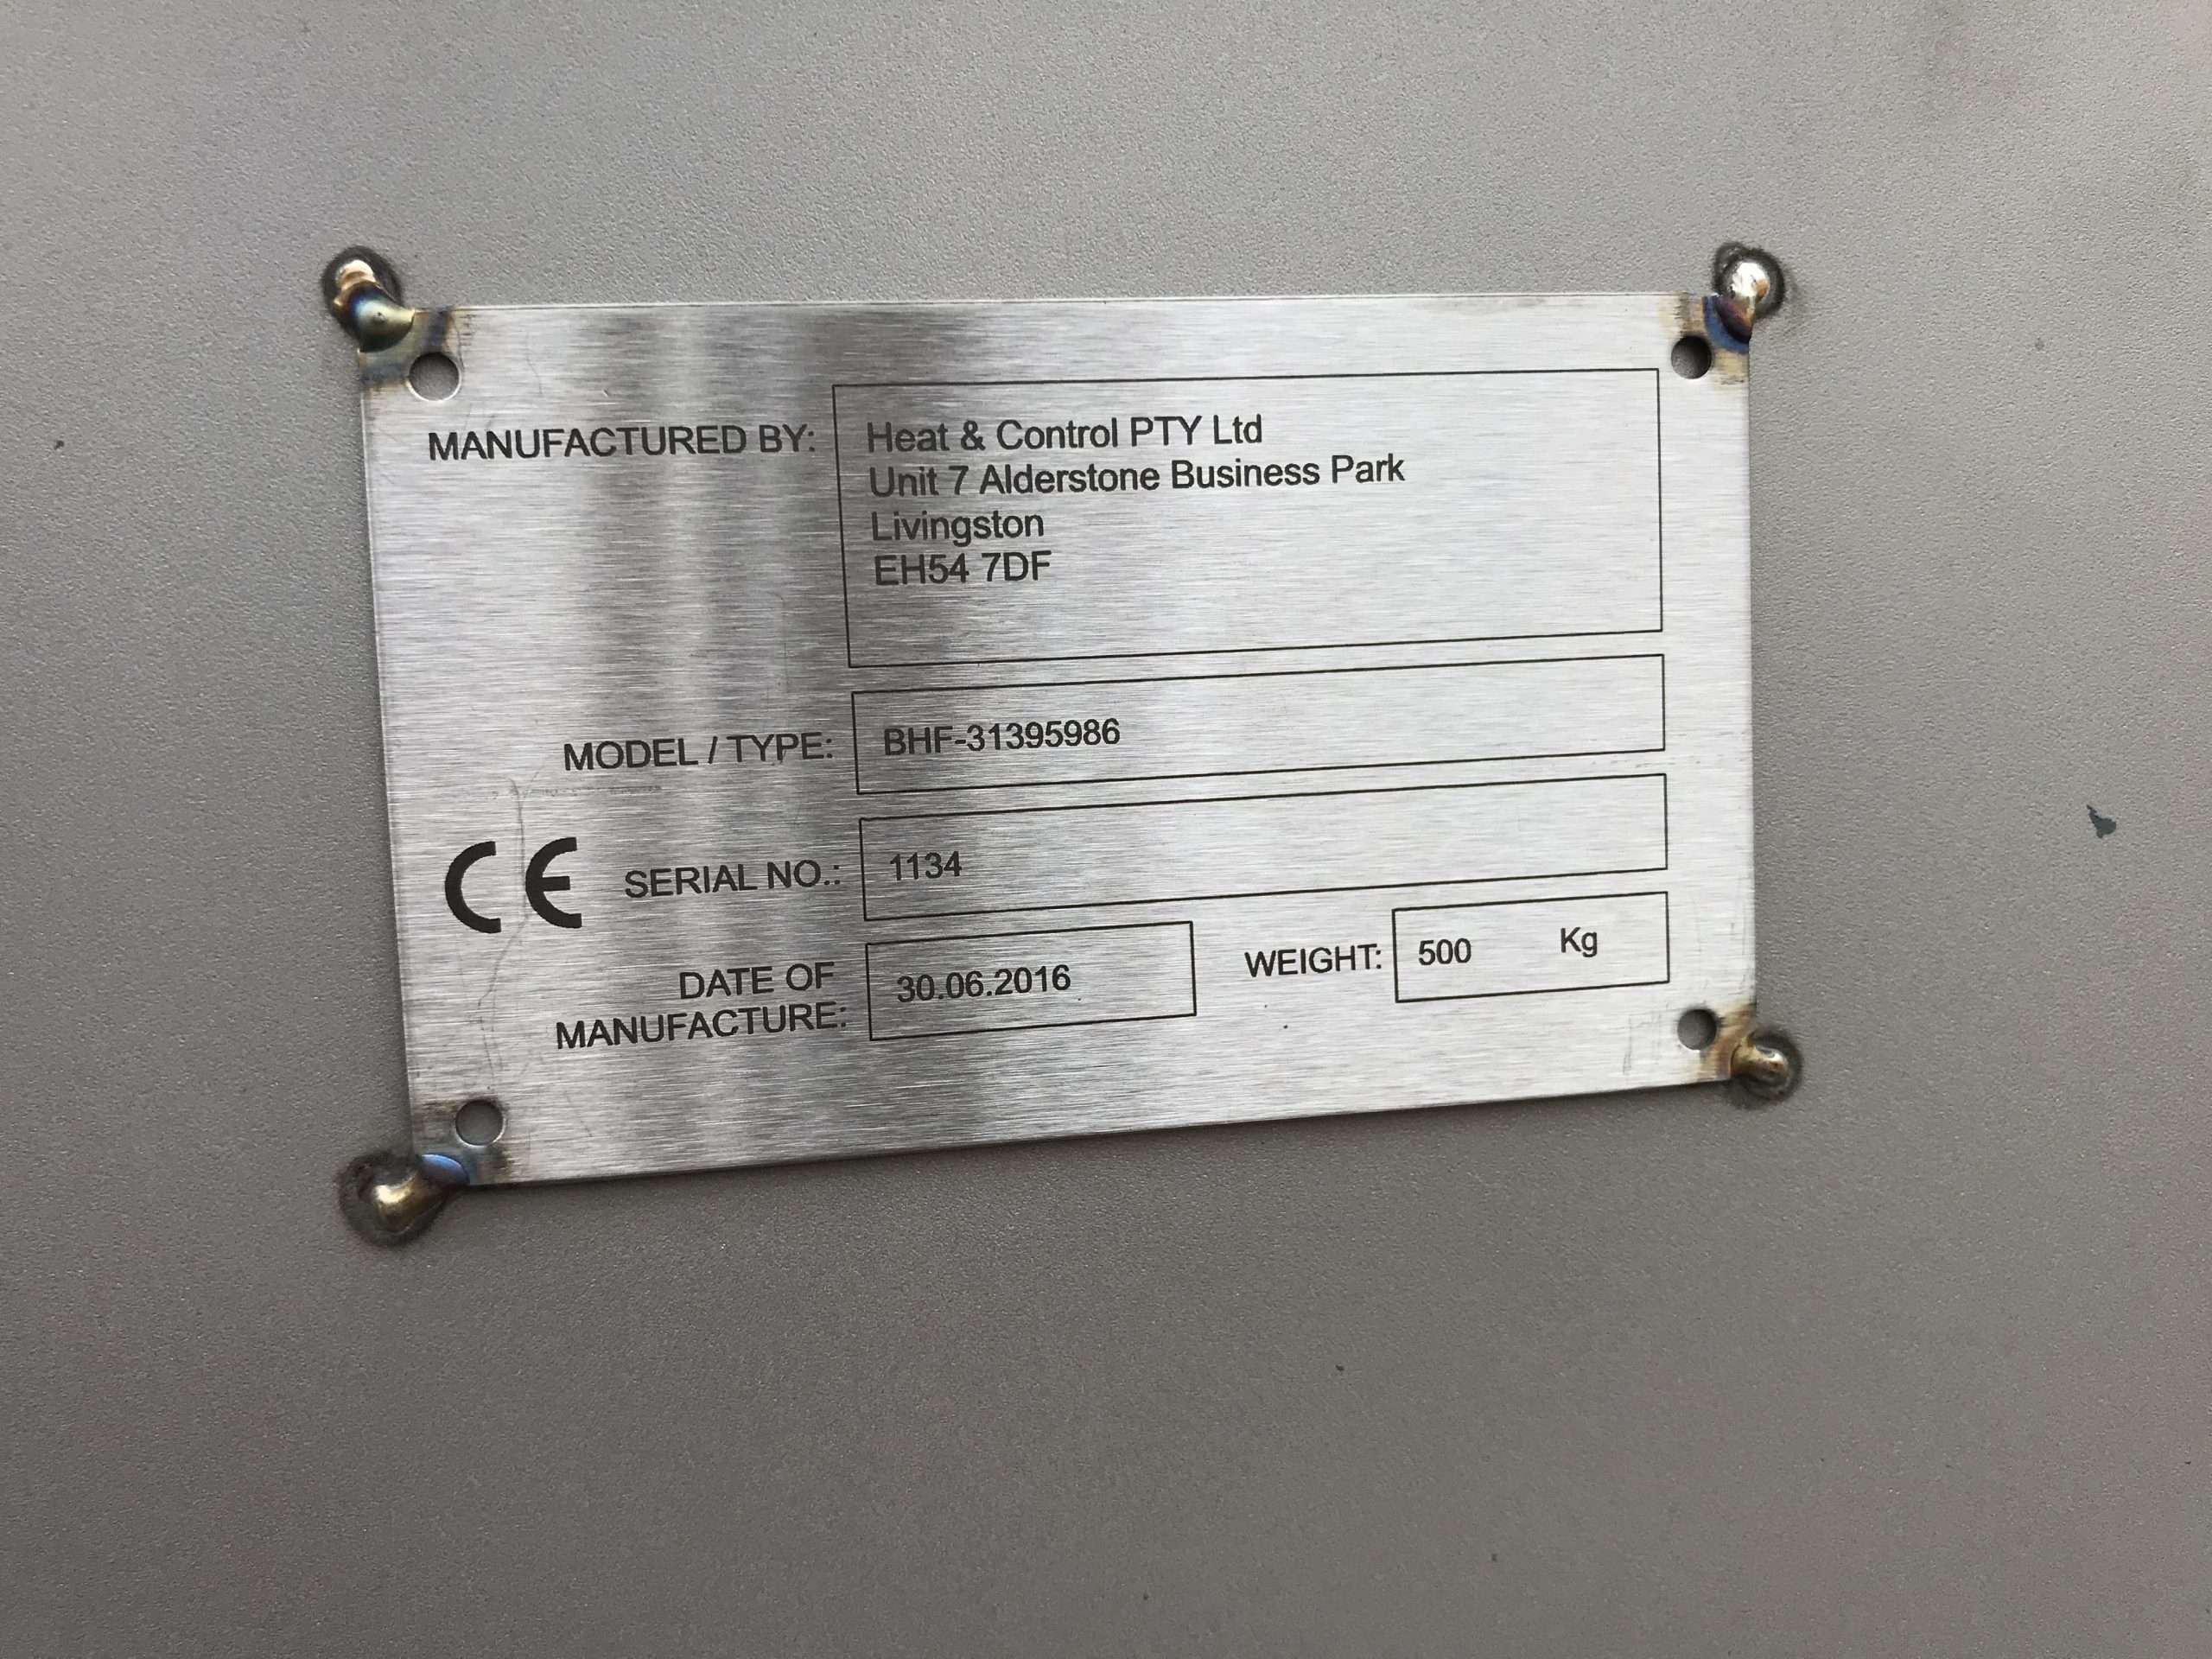 MANUFACTURED BY: Heat & Control PTY Ltd
Unit 7 Alderstone Business Park
Livingston
EH54 7DF
MODEL / TYPE: BHF-31395986
CE SERIAL NO.: 1134
DATE OF
MANUFACTURE: 30.06.2016
WEIGHT: 500 Kg